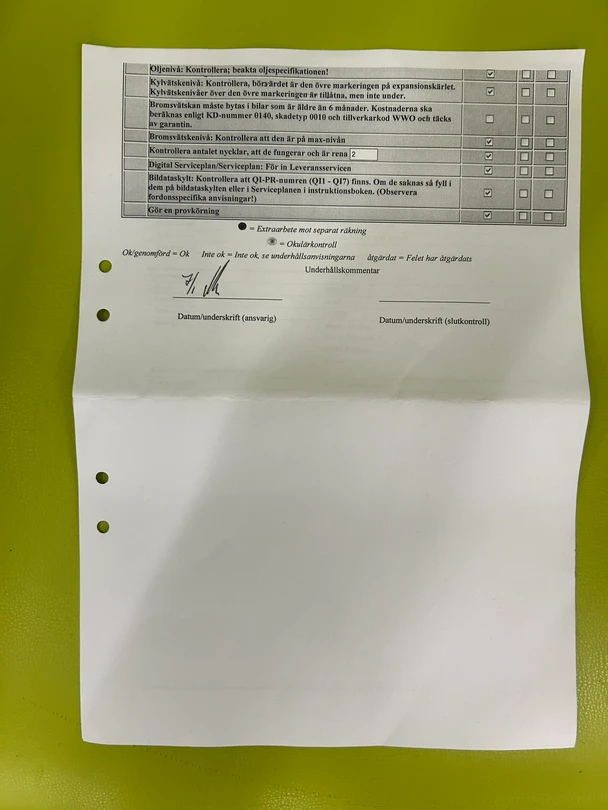 Oljenivå: Kontrollera; beakta oljespecifikationen!
Kylvätskenivå: Kontrollera, börvärdet är den övre markeringen på expansionskärlet.
Kylvätskenivåer över den övre markeringen är tillåtna, men inte under.
Bromsvätskan måste bytas i bilar som är äldre än 6 månader. Kostnaderna ska
beräknas enligt KD-nummer 0140, skadetyp 0010 och tillverkarkod WWO och täcks
av garantin.
Bromsvätskenivå: Kontrollera att den är på max-nivån
Kontrollera antalet nycklar, att de fungerar och är rena 2
Digital Serviceplan/Serviceplan: För in Leveransservicen
Bildataskylt: Kontrollera att QI-PR-numren (QI1 - QI7) finns. Om de saknas så fyll i
dem på bildataskylten eller i Serviceplanen i instruktionsboken. (Observera
fordonsspecifika anvisningar!)
Gör en provkörning
= Extraarbete mot separat räkning
= Okulärkontroll
Ok/genomförd = Ok Inte ok = Inte ok, se underhållsanvisningarna åtgärdat = Felet har åtgärdats
Underhållskommentar
Datum/underskrift (ansvarig) Datum/underskrift (slutkontroll)